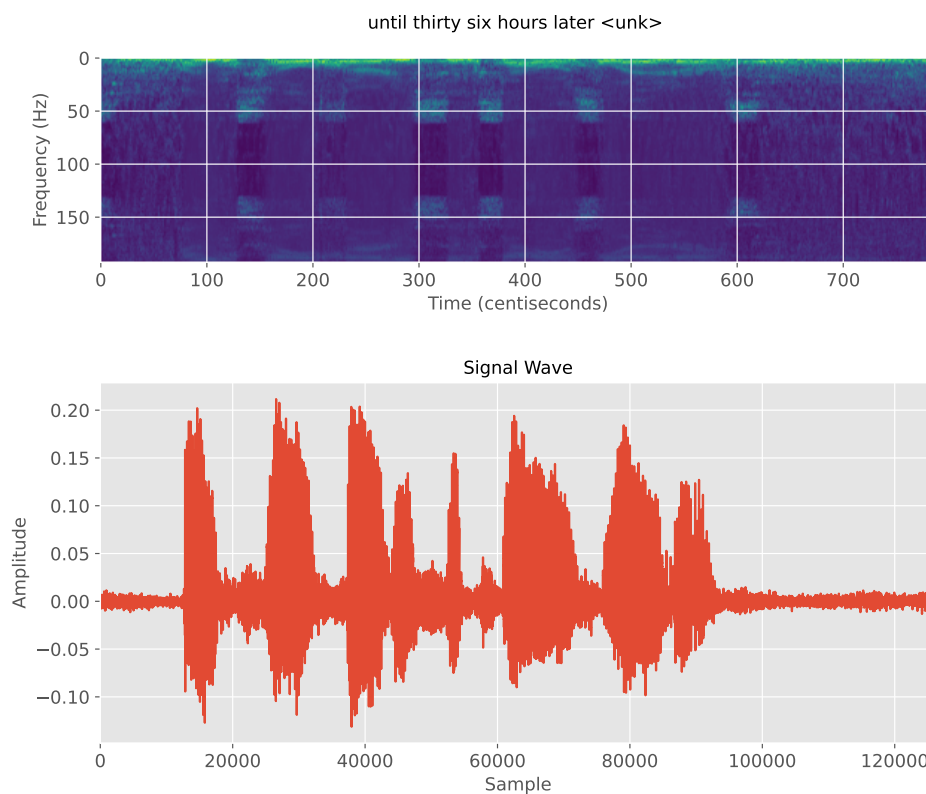 until thirty six hours later <unk>
0
50
100
150
Frequency (Hz)
0 100 200 300 400 500 600 700
Time (centiseconds)
Signal Wave
0.20
0.15
0.10
0.05
0.00
−0.05
−0.10
Amplitude
0 20000 40000 60000 80000 100000 120000
Sample